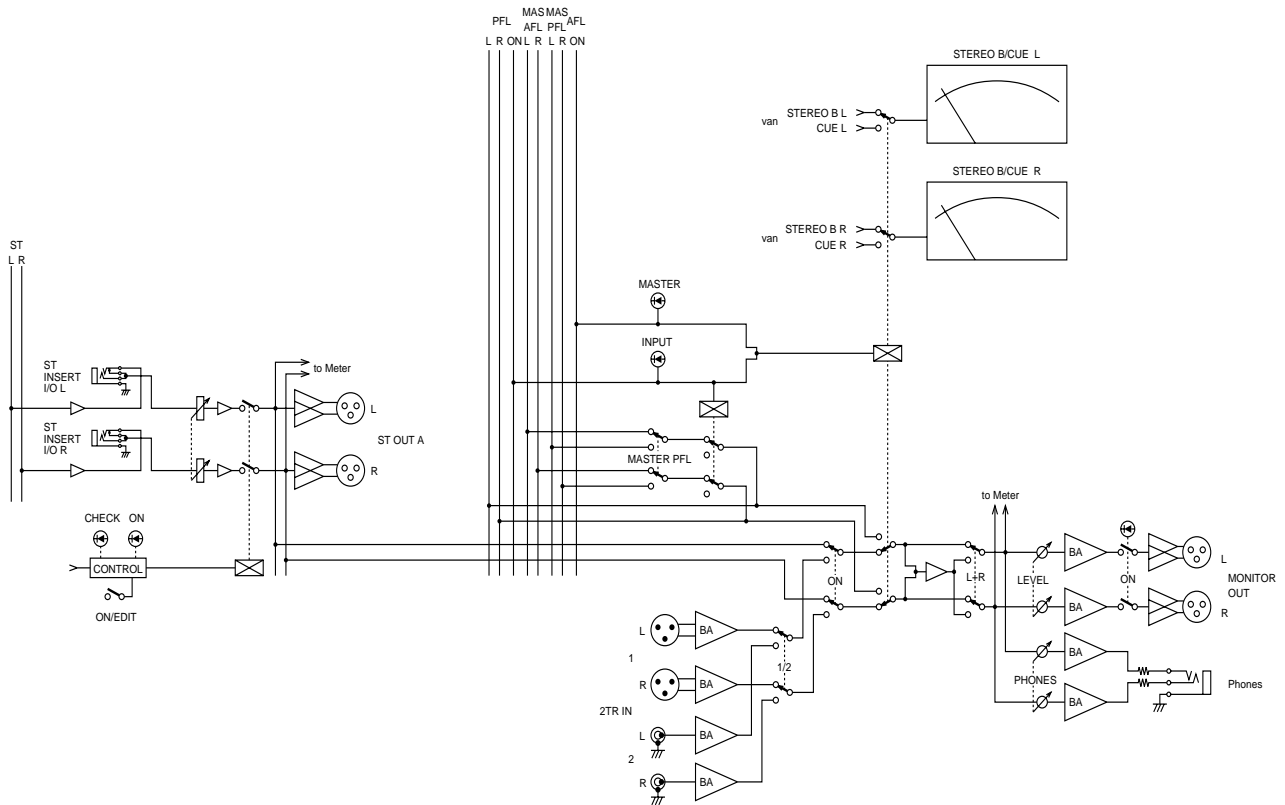 MAS MAS
PFL AFL PFL AFL
L R ON L R L R ON
STEREO B/CUE L
STEREO B L
van
CUE L
STEREO B/CUE R
STEREO B R
van
CUE R
ST
L R
MASTER
INPUT
to Meter
ST
INSERT
I/O L
L
ST OUT A
ST
INSERT
I/O R
R
MASTER PFL
CHECK ON
CONTROL
ON/EDIT
to Meter
ON
L+R
LEVEL
BA
ON
L
MONITOR
OUT
BA
R
L
BA
1
1/2
R
BA
2TR IN
L
BA
2
R
BA
PHONES
BA
BA
Phones